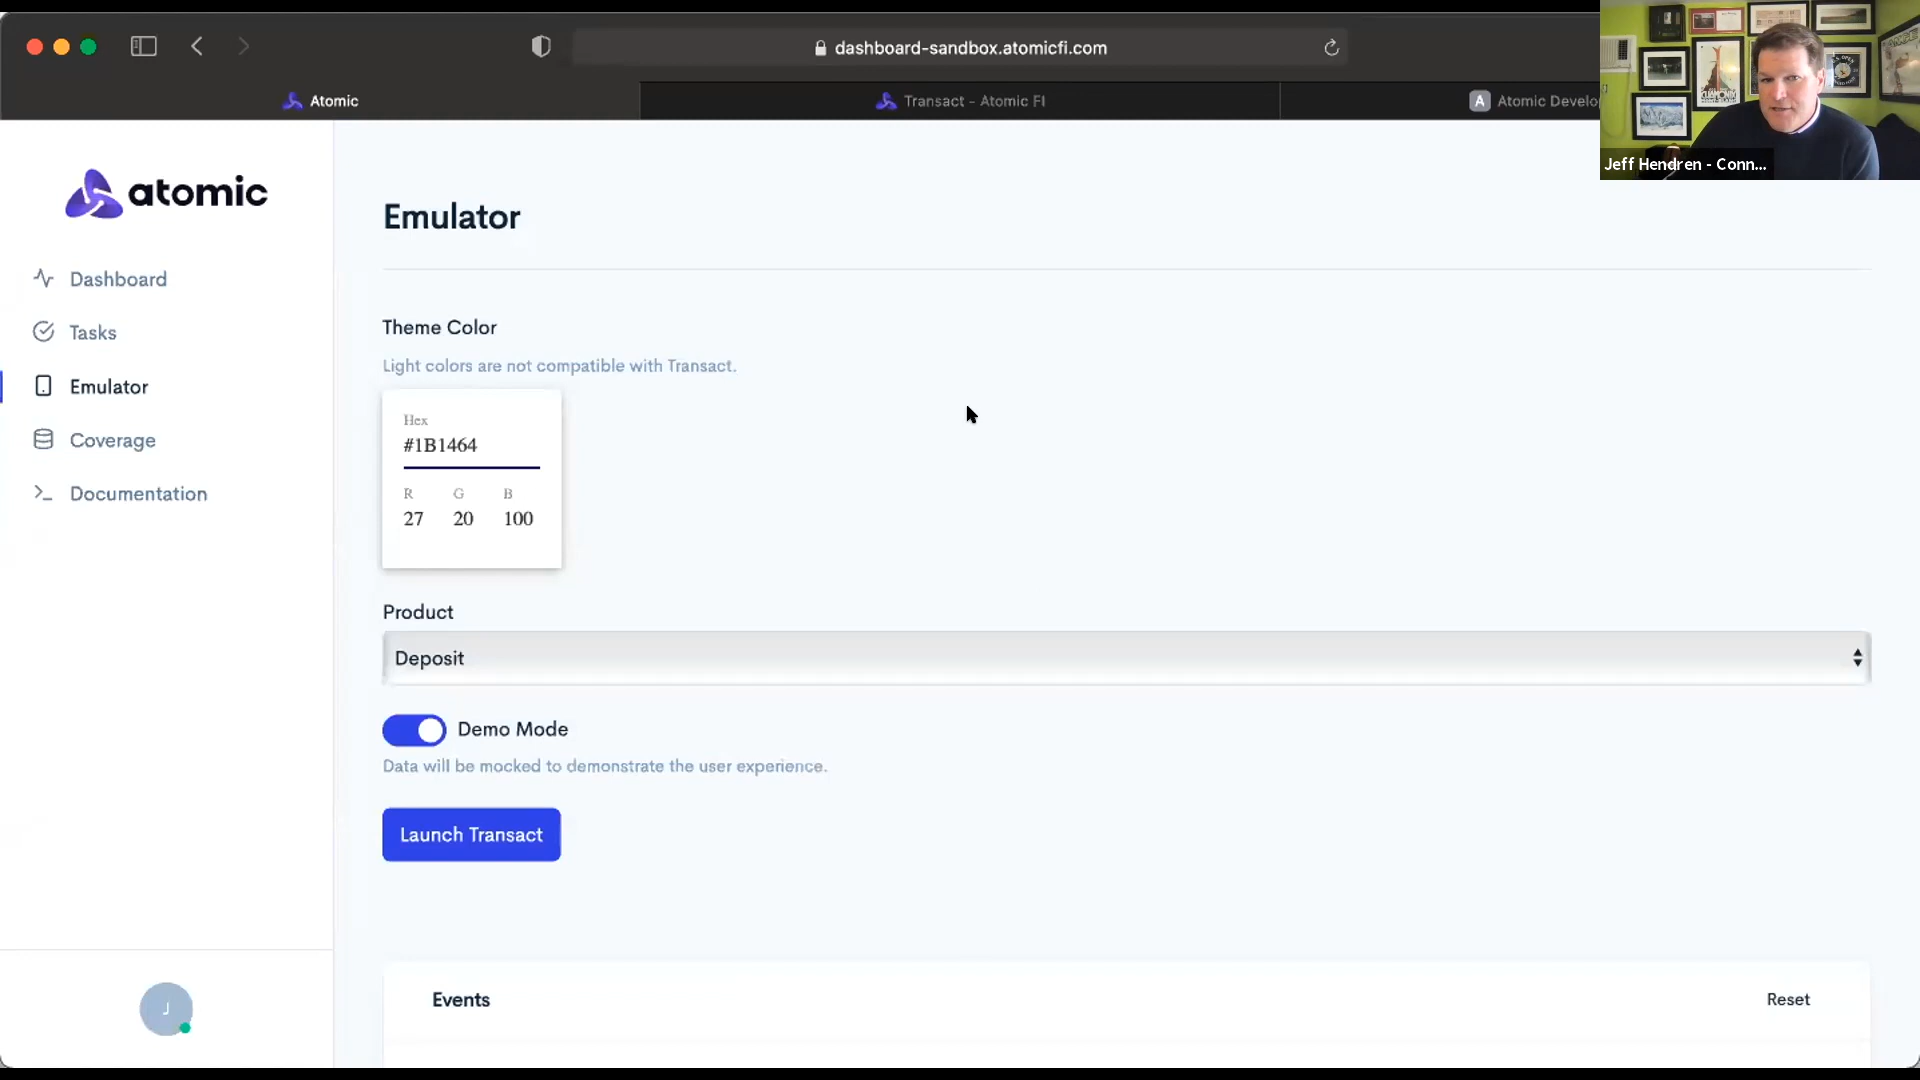 dashboard-sandbox.atomicfi.com
Atomic
Transact - Atomic FI
A Atomic Develo
Jeff Hendren - Conn...
atomic
Dashboard
Tasks
Emulator
Coverage
Documentation
J
Emulator
Theme Color
Light colors are not compatible with Transact.
Hex
#1B1464
R G B
27 20 100
Product
Deposit
Demo Mode
Data will be mocked to demonstrate the user experience.
Launch Transact
Events
Reset